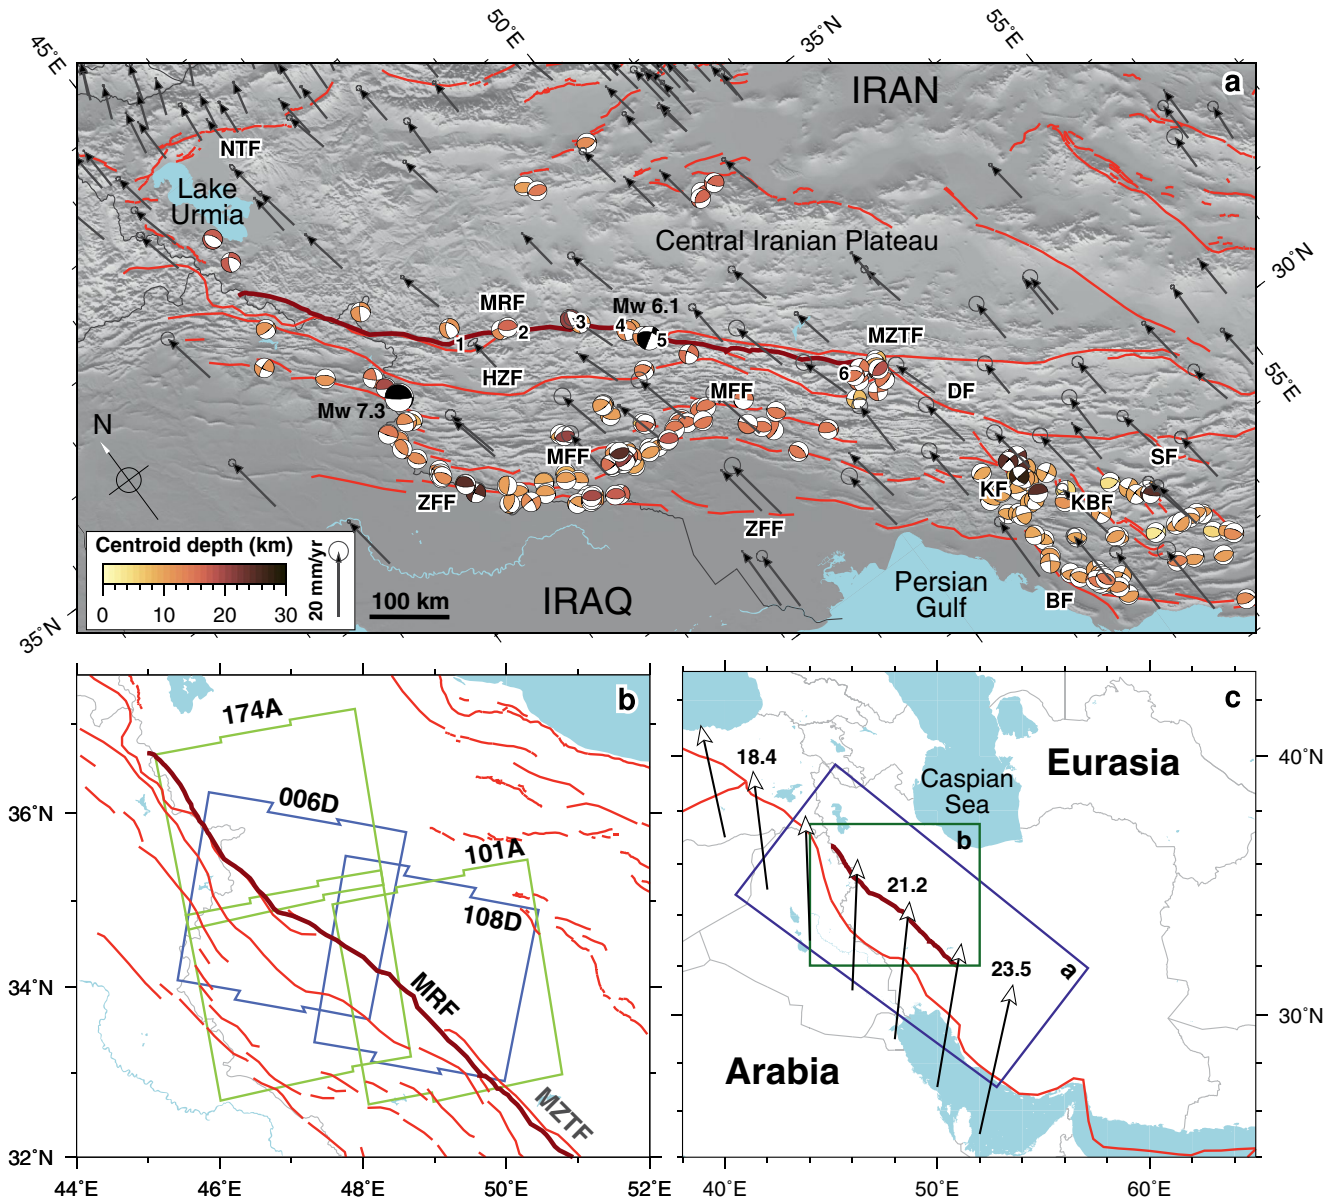 45°E
50°E
35°N
55°E
a
IRAN
NTF
Lake
Urmia
Central Iranian Plateau
30°N
MRF
Mw 6.1
1
2
3
4
5
6
MZTF
HZF
MFF
DF
55°E
Mw 7.3
N
MFF
SF
KF
KBF
ZFF
ZFF
Centroid depth (km)
0 10 20 30
20 mm/yr
100 km
IRAQ
Persian
Gulf
BF
35°N
b
174A
006D
101A
108D
MRF
MZTF
36°N
34°N
32°N
44°E 46°E 48°E 50°E 52°E
c
18.4
Caspian
Sea
Eurasia
40°N
b
21.2
23.5
a
30°N
Arabia
40°E 50°E 60°E